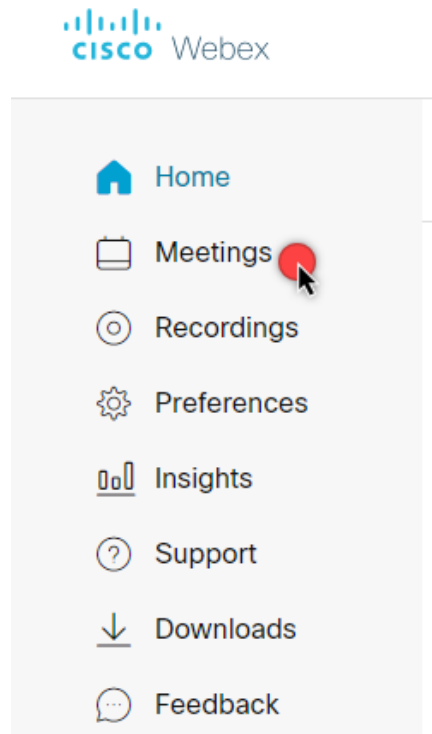 cisco Webex
Home
Meetings
Recordings
Preferences
Insights
Support
Downloads
Feedback